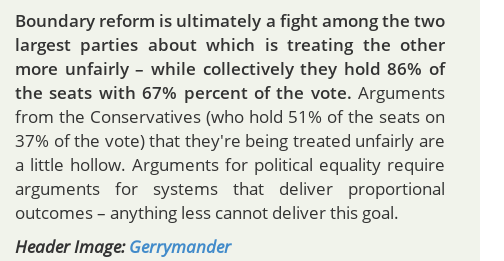 Boundary reform is ultimately a fight among the two
largest parties about which is treating the other
more unfairly – while collectively they hold 86% of
the seats with 67% percent of the vote. Arguments
from the Conservatives (who hold 51% of the seats on
37% of the vote) that they're being treated unfairly are
a little hollow. Arguments for political equality require
arguments for systems that deliver proportional
outcomes – anything less cannot deliver this goal.
Header Image: Gerrymander